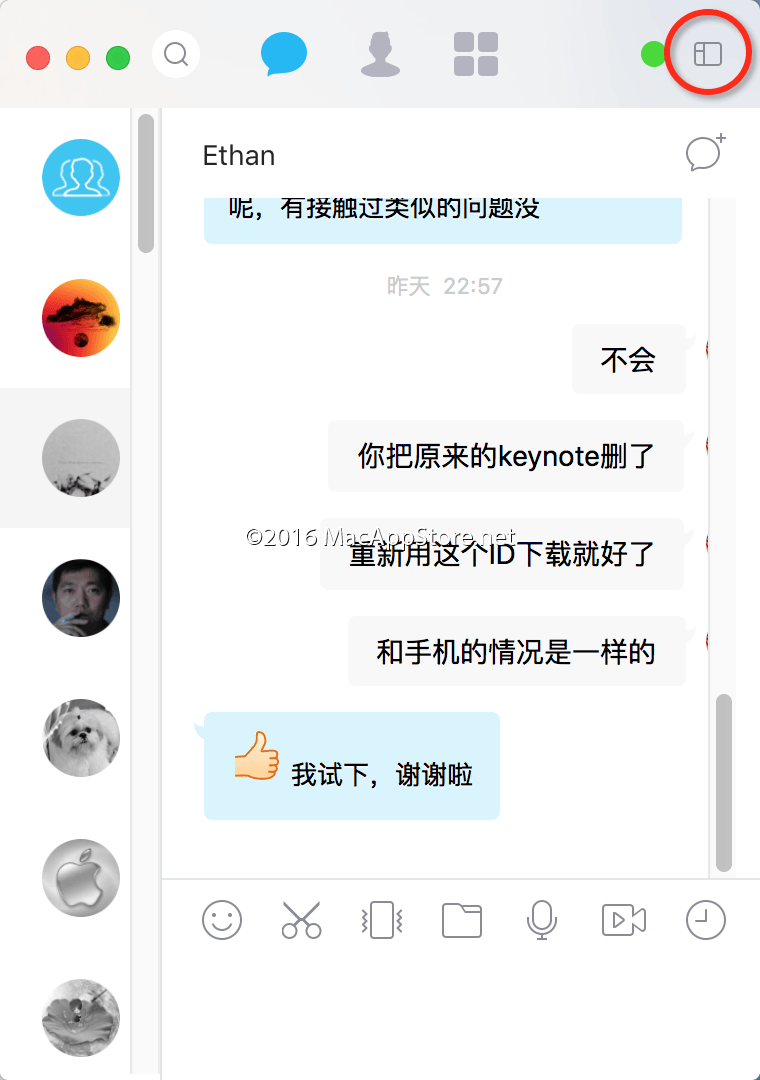 Ethan
呢，有接触过类似的问题没
昨天 22:57
不会
你把原来的keynote删了
©2016 MacAppStore.net
重新用这个ID下载就好了
和手机的情况是一样的
我试下，谢谢啦